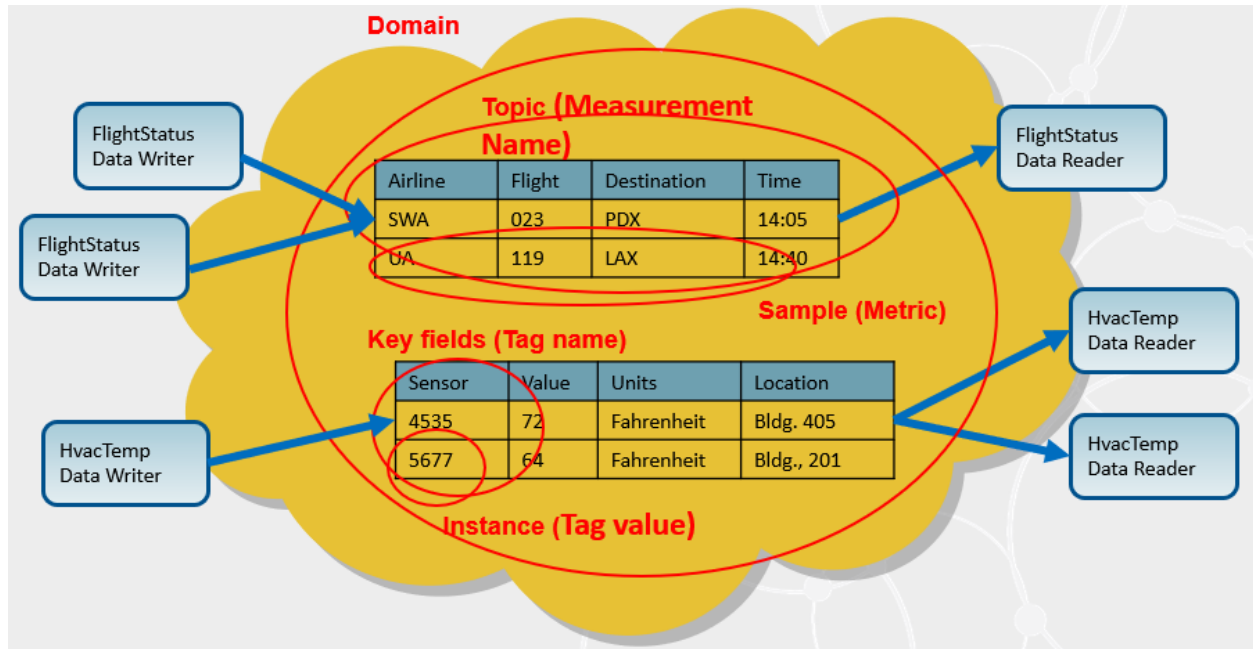 Domain
Topic (Measurement
Name)
FlightStatus
Data Writer
FlightStatus
Data Reader
Airline Flight Destination Time
SWA 023 PDX 14:05
UA 119 LAX 14:40
FlightStatus
Data Writer
Sample (Metric)
Key fields (Tag name)
HvacTemp
Data Reader
Sensor Value Units Location
4535 72 Fahrenheit Bldg. 405
5677 64 Fahrenheit Bldg., 201
HvacTemp
Data Writer
HvacTemp
Data Reader
Instance (Tag value)